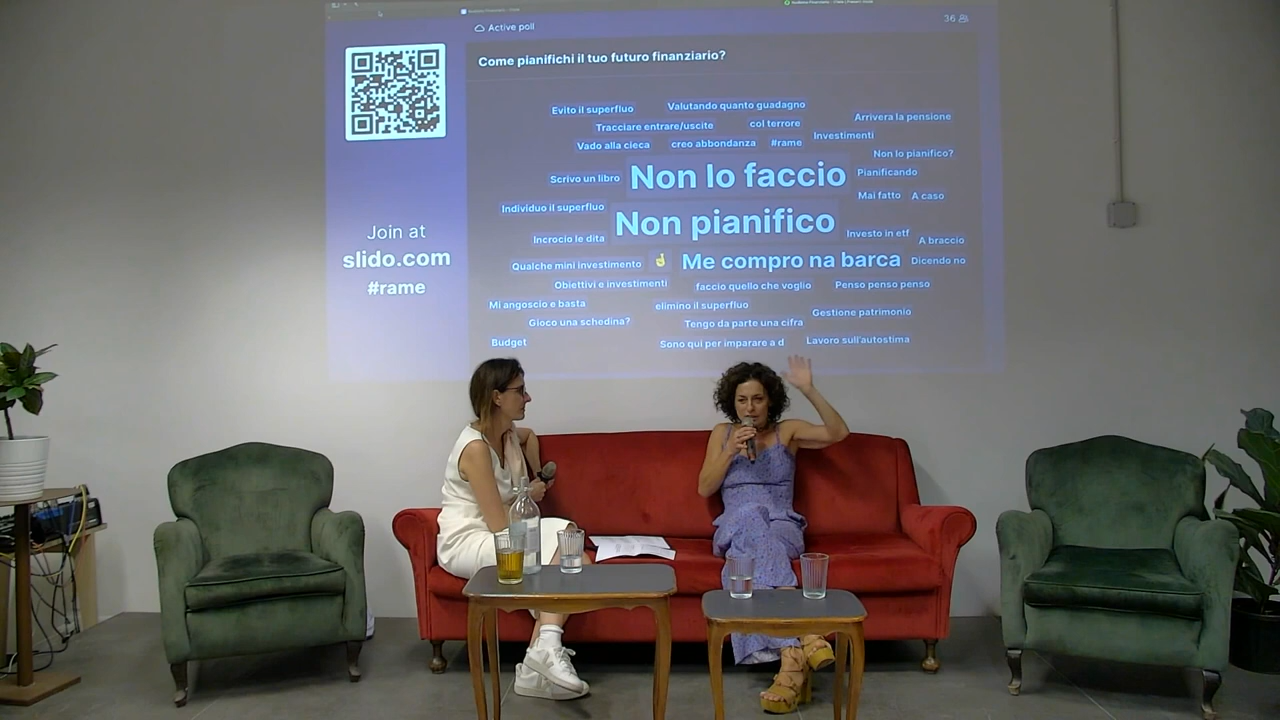 Active poll
36
Come pianifichi il tuo futuro finanziario?
Evito il superfluo
Valutando quanto guadagno
Tracciare entrare/uscite
col terrore
Arrivera la pensione
Vado alla cieca
creo abbondanza
#rame
Investimenti
Non lo pianifico?
Scrivo un libro
Non lo faccio
Pianificando
Mai fatto
A caso
Individuo il superfluo
Non pianifico
Incrocio le dita
Investo in etf
A braccio
Qualche mini investimento
🤞
Me compro na barca
Dicendo no
Obiettivi e investimenti
faccio quello che voglio
Penso penso penso
Mi angoscio e basta
elimino il superfluo
Gestione patrimonio
Gioco una schedina?
Tengo da parte una cifra
Budget
Sono qui per imparare a d
Lavoro sull'autostima
Join at
slido.com
#rame